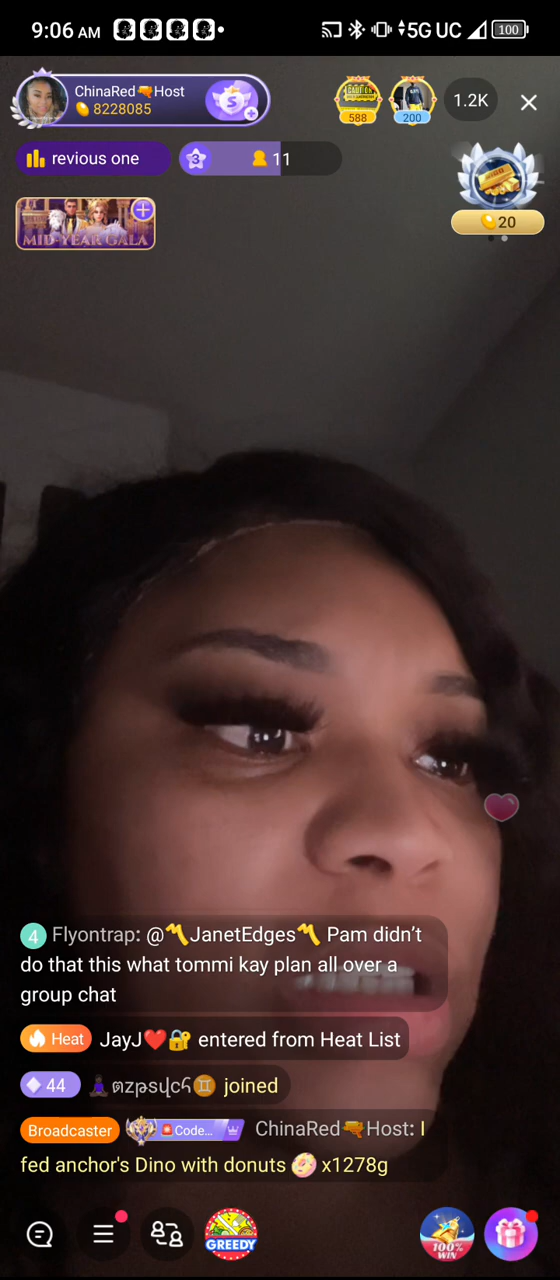 9:06 AM
5G UC
100
ChinaRed🔫Host
8228085
S
588
200
1.2K
revious one
3
11
20
MID-YEAR GALA
4 Flyontrap: @〽️JanetEdges〽️ Pam didn't
do that this what tommi kay plan all over a
group chat
Heat JayJ❤️🔐 entered from Heat List
44 joined
Broadcaster Code... ChinaRed🔫Host: I
fed anchor's Dino with donuts 🍩 x1278g
GREEDY
100%
WIN